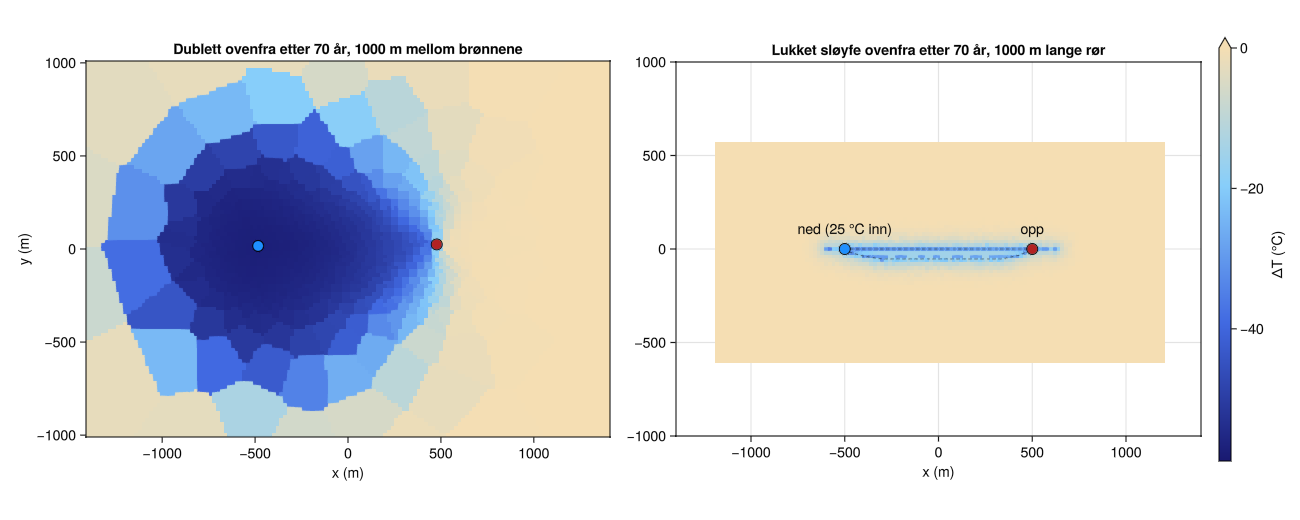 Dublett ovenfra etter 70 år, 1000 m mellom brønnene
1000
500
0
−500
−1000
y (m)
−1000
−500
0
500
1000
x (m)
Lukket sløyfe ovenfra etter 70 år, 1000 m lange rør
1000
500
0
−500
−1000
ned (25 °C inn)
opp
−1000
−500
0
500
1000
x (m)
0
−20
−40
ΔT (°C)